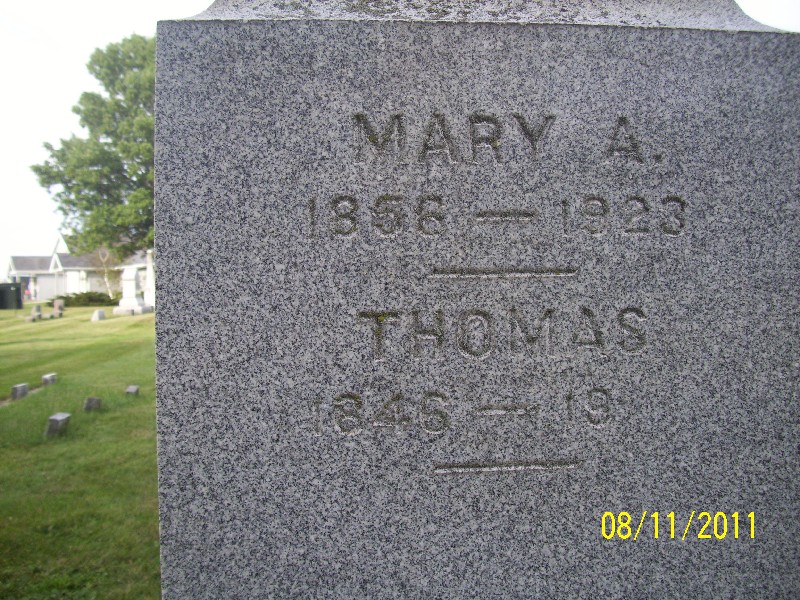 MARY A.
1856 — 1923
THOMAS
1846 — 19
08/11/2011